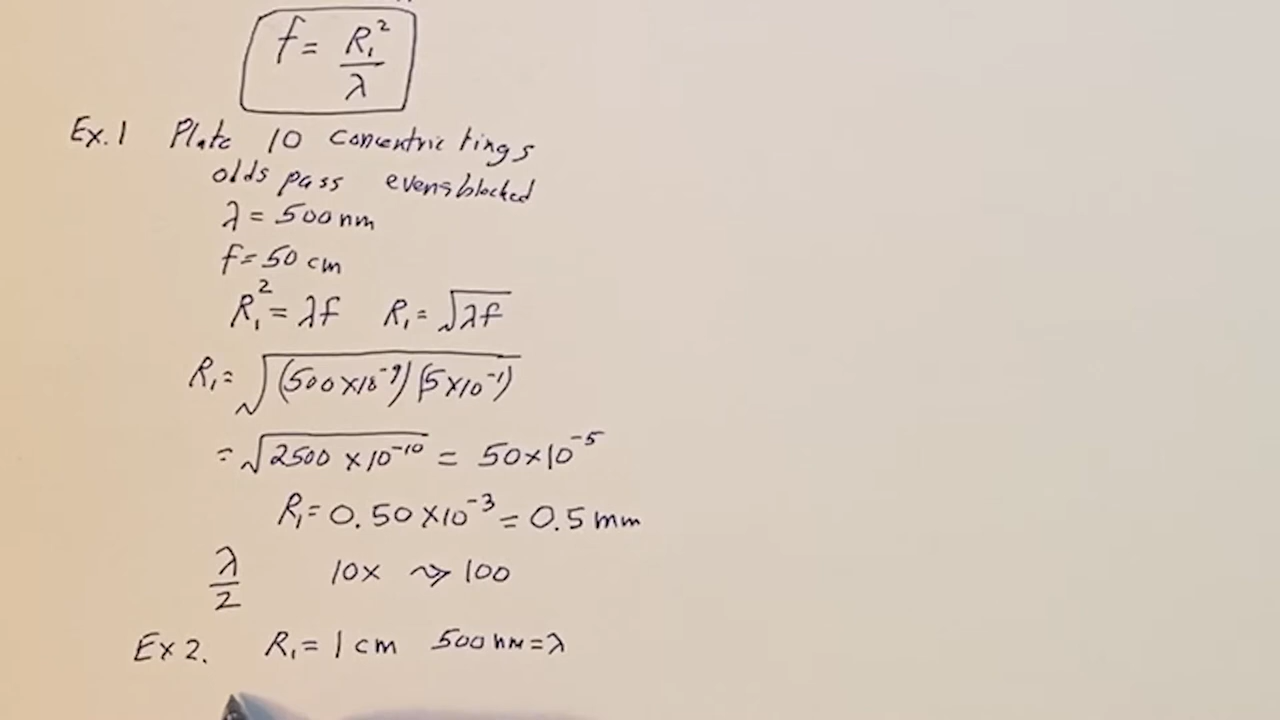 f = R₁²/λ
Ex.1 Plate 10 concentric rings
odds pass evens blocked
λ = 500 nm
f = 50 cm
R₁² = λf R₁ = √λf
R₁ = √(500×10⁻⁹)(5×10⁻¹)
= √2500 ×10⁻¹⁰ = 50×10⁻⁵
R₁ = 0.50 ×10⁻³ = 0.5 mm
λ/2 10x ⇝ 100
Ex 2. R₁ = 1 cm 500 nm = λ